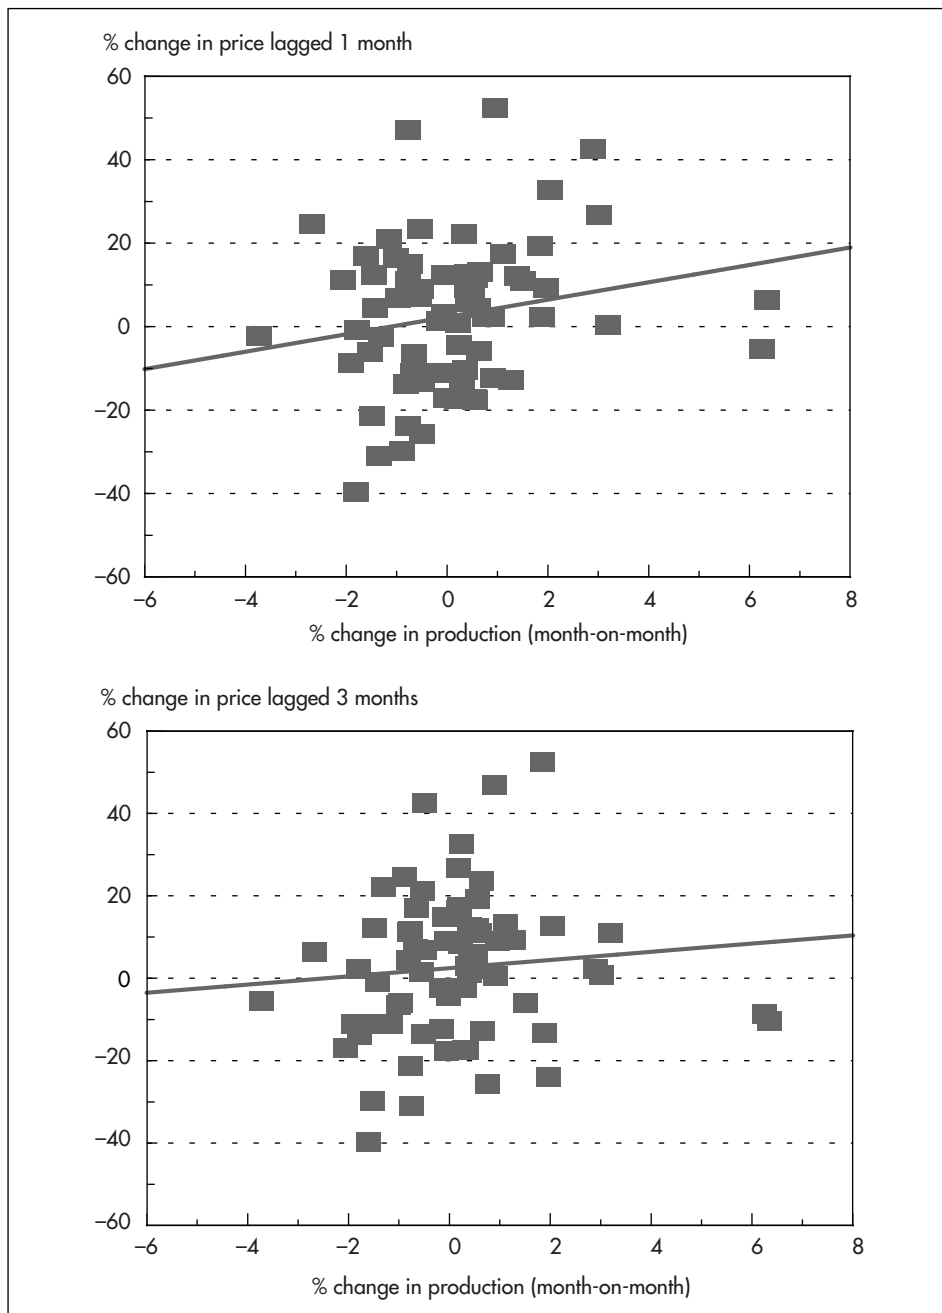 % change in price lagged 1 month
60
40
20
0
−20
−40
−60
−6 −4 −2 0 2 4 6 8
% change in production (month-on-month)
% change in price lagged 3 months
60
40
20
0
−20
−40
−60
−6 −4 −2 0 2 4 6 8
% change in production (month-on-month)